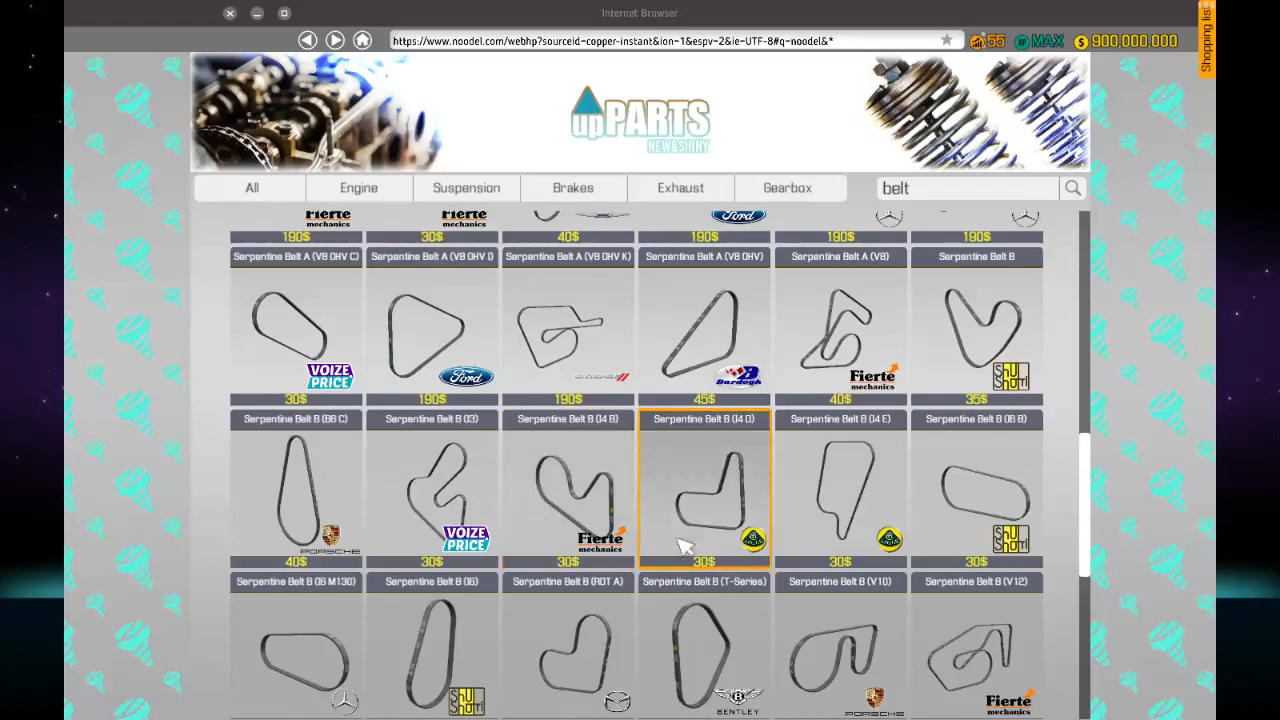 Internet Browser
Shopping list
https://www.noodel.com/webhp?sourceid-copper-instant&ion-1&espv-2&ie-UTF-8#q-noodel&*
55
XP MAX
$ 900,000,000
upPARTS
NEW&SHINY
All
Engine
Suspension
Brakes
Exhaust
Gearbox
belt
Fierte mechanics
Fierte mechanics
Ford
190$
30$
40$
190$
190$
190$
Serpentine Belt A (V8 OHV C)
Serpentine Belt A (V8 OHV I)
Serpentine Belt A (V8 OHV K)
Serpentine Belt A (V8 OHV)
Serpentine Belt A (V8)
Serpentine Belt B
VOIZE PRICE
Ford
DODGE
Bardogh
Fierte mechanics
Shuhumi
30$
190$
190$
45$
40$
35$
Serpentine Belt B (B6 C)
Serpentine Belt B (I3)
Serpentine Belt B (I4 B)
Serpentine Belt B (I4 D)
Serpentine Belt B (I4 E)
Serpentine Belt B (I6 B)
PORSCHE
VOIZE PRICE
Fierte mechanics
Shuhumi
40$
30$
30$
30$
30$
30$
Serpentine Belt B (I6 M130)
Serpentine Belt B (I6)
Serpentine Belt B (ROT A)
Serpentine Belt B (T-Series)
Serpentine Belt B (V10)
Serpentine Belt B (V12)
Shuhumi
BENTLEY
PORSCHE
Fierte mechanics